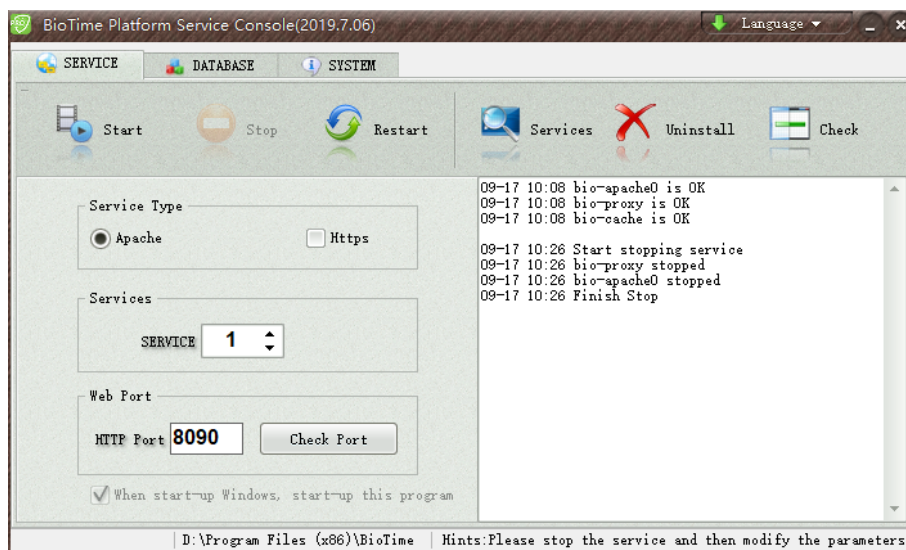 BioTime Platform Service Console(2019.7.06)
Language
SERVICE
DATABASE
SYSTEM
Start
Stop
Restart
Services
Uninstall
Check
Service Type
Apache
Https
Services
SERVICE 1
Web Port
HTTP Port 8090
Check Port
When start-up Windows, start-up this program
09-17 10:08 bio-apache0 is OK
09-17 10:08 bio-proxy is OK
09-17 10:08 bio-cache is OK
09-17 10:26 Start stopping service
09-17 10:26 bio-proxy stopped
09-17 10:26 bio-apache0 stopped
09-17 10:26 Finish Stop
D:\Program Files (x86)\BioTime
Hints:Please stop the service and then modify the parameters